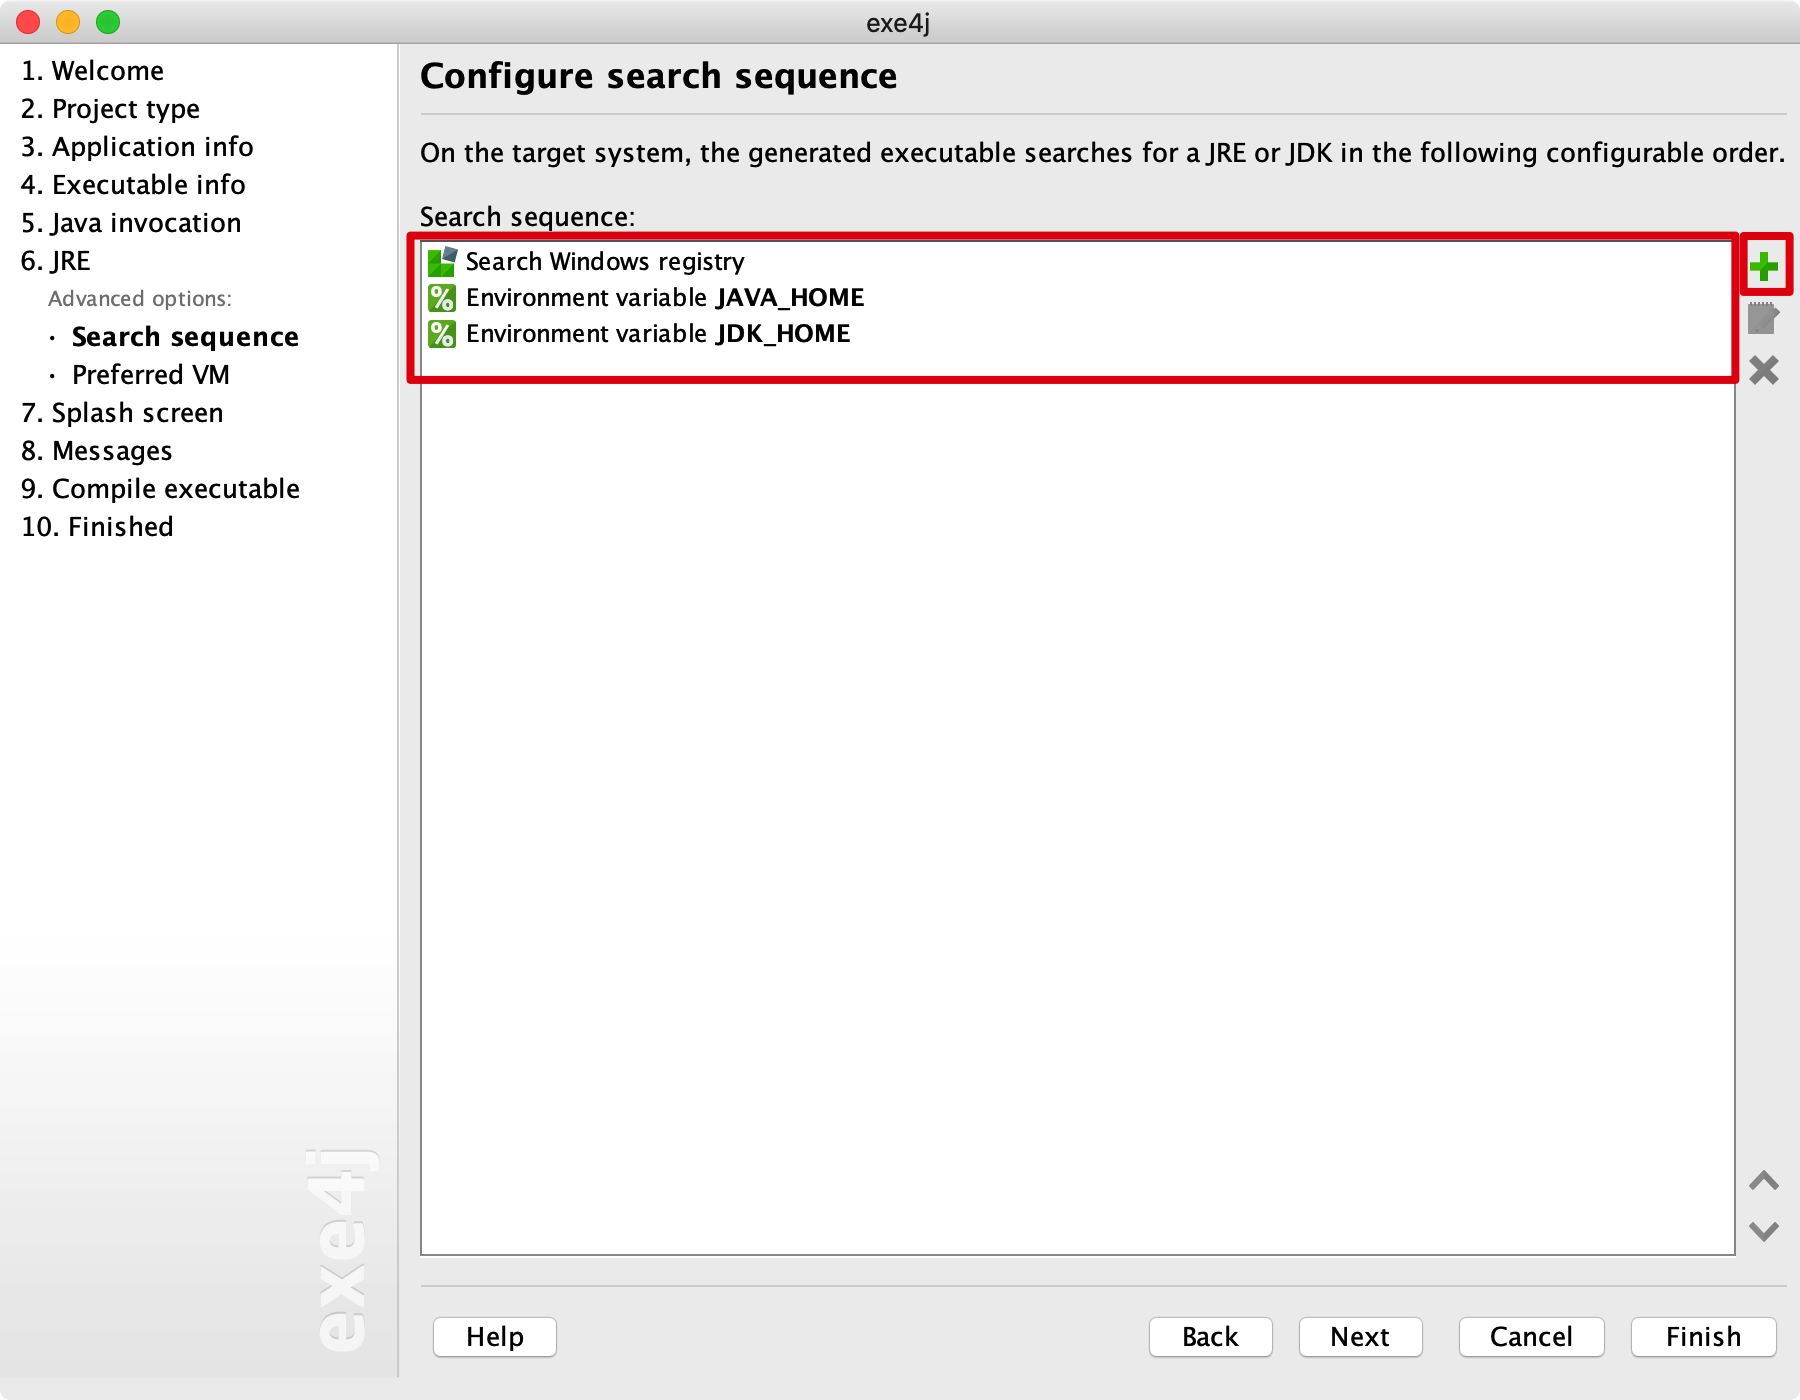 exe4j
1. Welcome
2. Project type
3. Application info
4. Executable info
5. Java invocation
6. JRE
Advanced options:
· Search sequence
· Preferred VM
7. Splash screen
8. Messages
9. Compile executable
10. Finished
exe4j
Configure search sequence
On the target system, the generated executable searches for a JRE or JDK in the following configurable order.
Search sequence:
Search Windows registry
% Environment variable JAVA_HOME
% Environment variable JDK_HOME
Help Back Next Cancel Finish